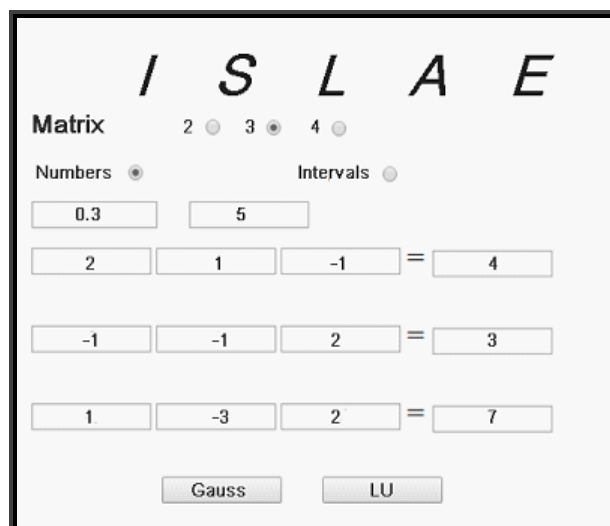 I S L A E
Matrix 2 3 4
Numbers Intervals
0.3 5
2 1 -1 = 4
-1 -1 2 = 3
1 -3 2 = 7
Gauss LU